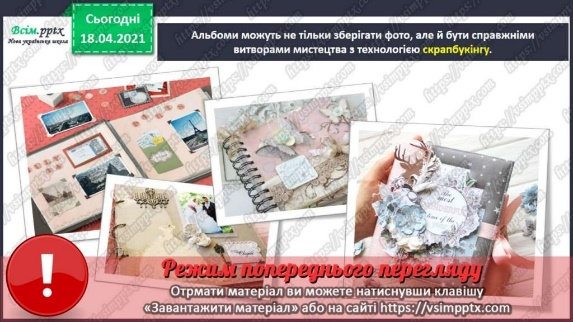 Всім.pptx
Нова українська школа
Сьогодні
18.04.2021
Альбоми можуть не тільки зберігати фото, але й бути справжніми
витворами мистецтва з технологією скрапбукінгу.
Режим попереднього перегляду
Отрмати матеріал ви можете натиснувши клавішу
«Завантажити матеріал» або на сайті https://vsimpptx.com